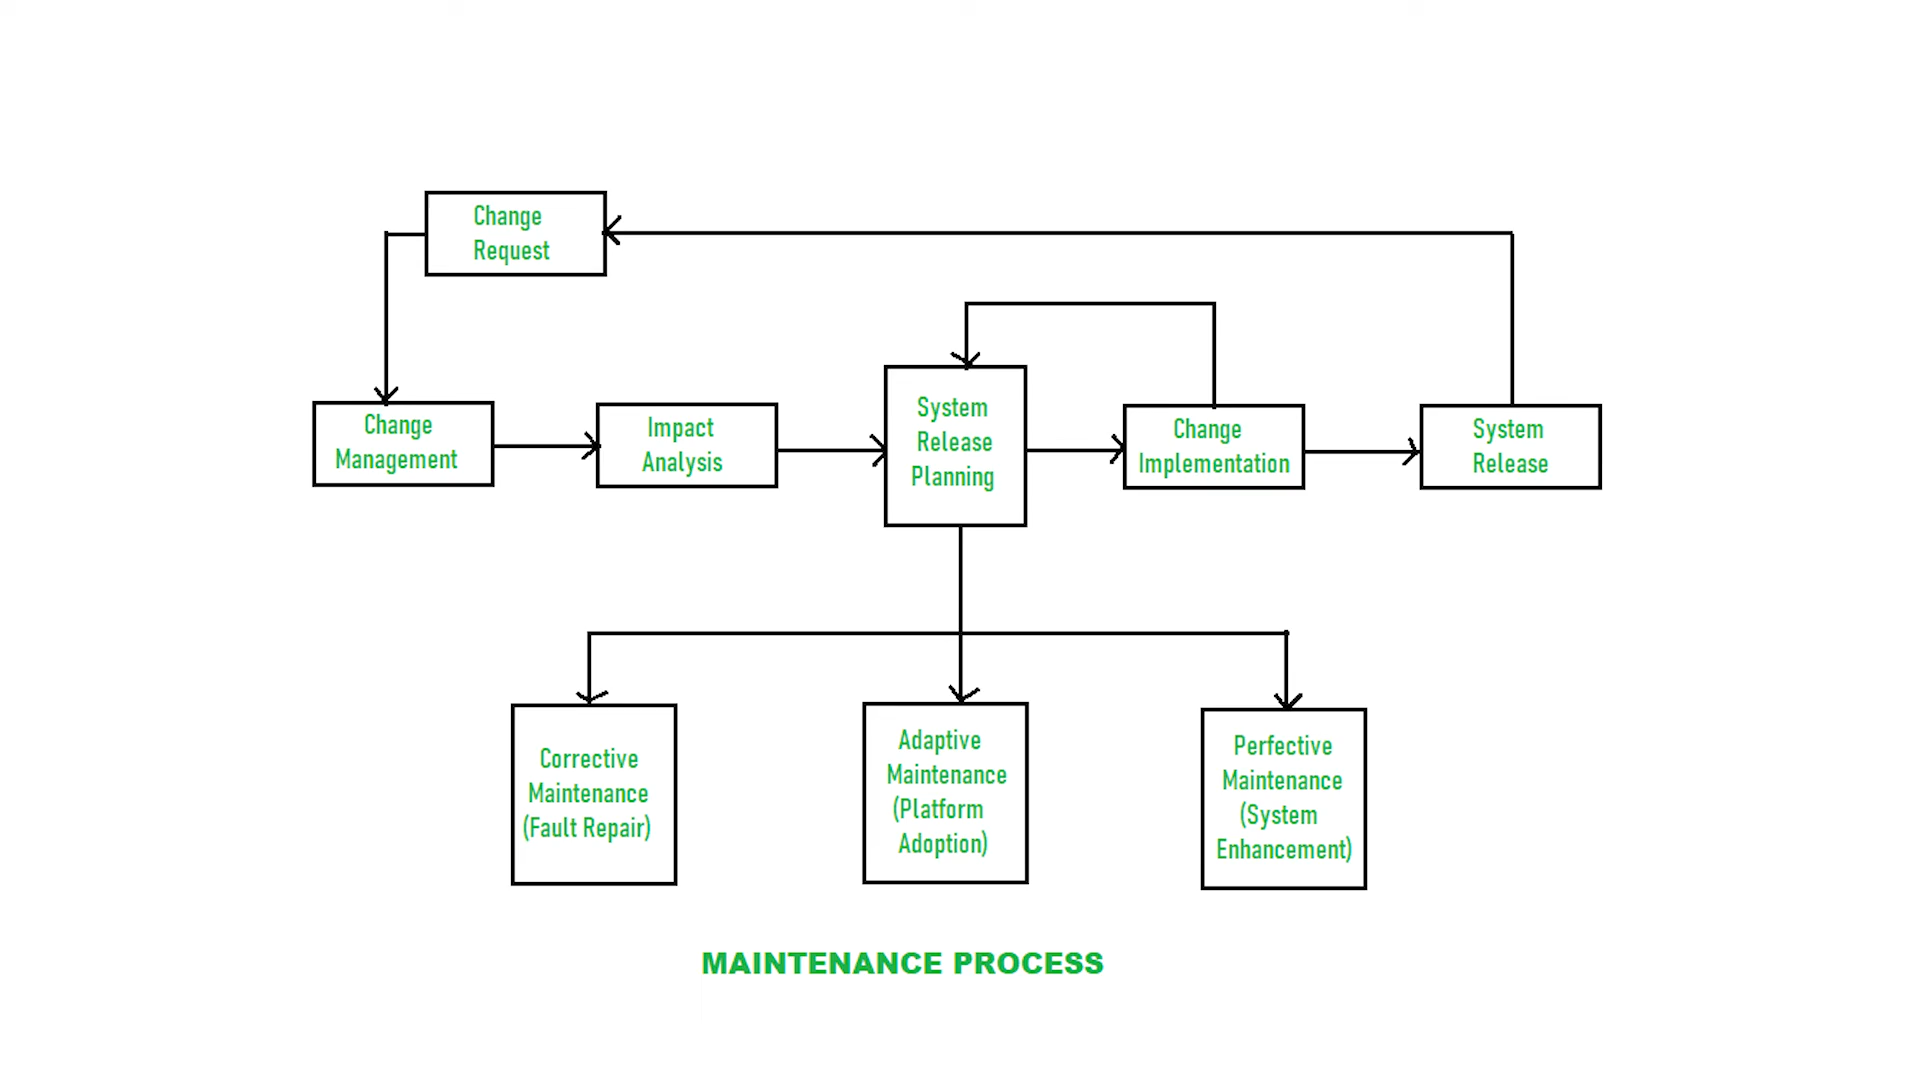 Change
Request
Change
Management
Impact
Analysis
System
Release
Planning
Change
Implementation
System
Release
Corrective
Maintenance
(Fault Repair)
Adaptive
Maintenance
(Platform
Adoption)
Perfective
Maintenance
(System
Enhancement)
MAINTENANCE PROCESS